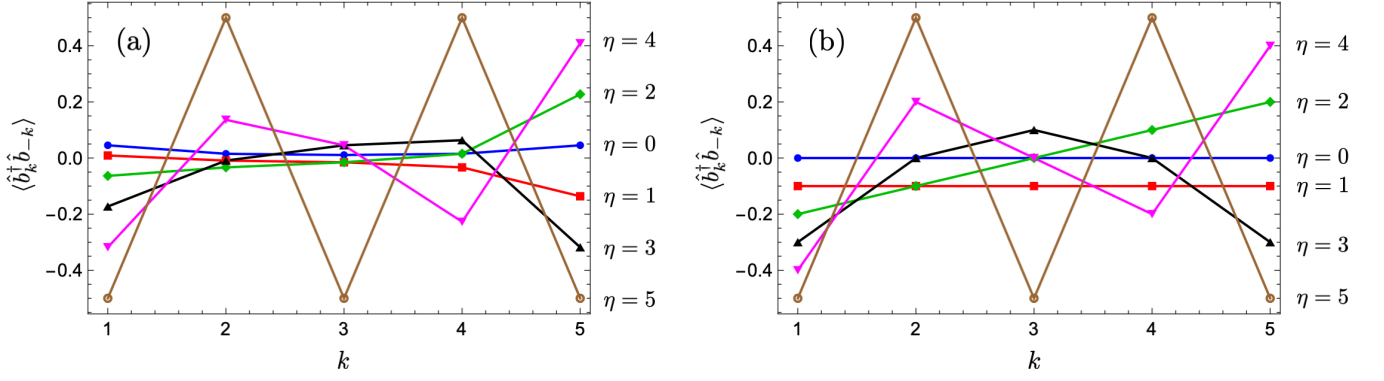 (a)
⟨b̂†ₖ b̂₋ₖ⟩
0.4
0.2
0.0
−0.2
−0.4
1 2 3 4 5
k
η = 4
η = 2
η = 0
η = 1
η = 3
η = 5
(b)
⟨b̂†ₖ b̂₋ₖ⟩
0.4
0.2
0.0
−0.2
−0.4
1 2 3 4 5
k
η = 4
η = 2
η = 0
η = 1
η = 3
η = 5